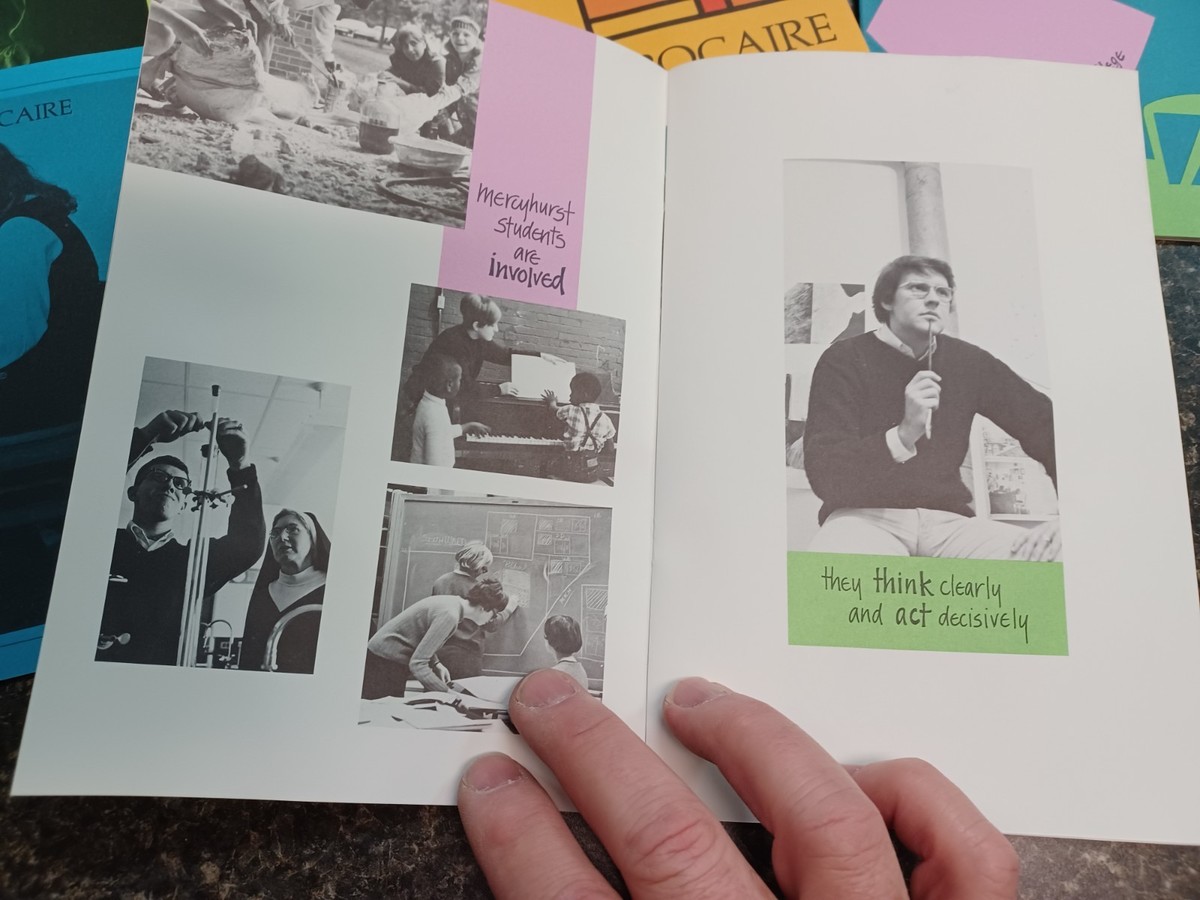 CAIRE
OCAIRE
mercyhurst
students
are
involved
they think clearly
and act decisively